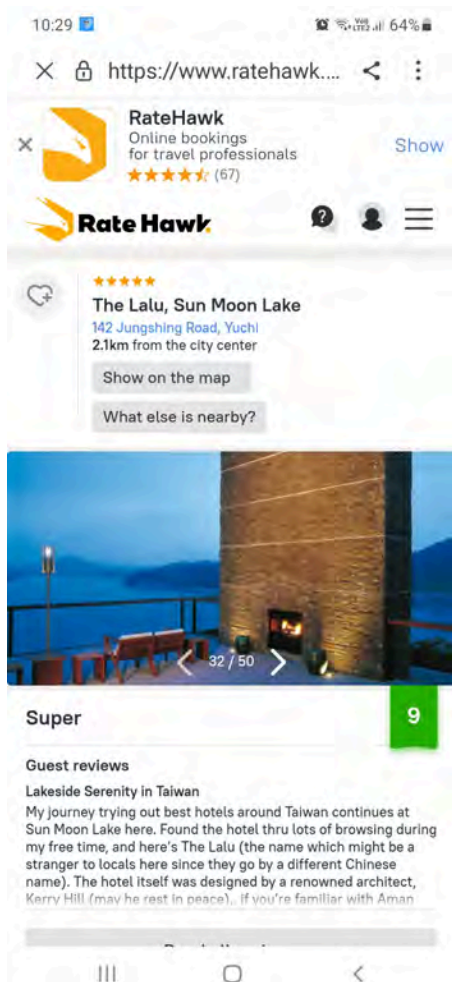 10:29
64%
https://www.ratehawk....
RateHawk
Online bookings
for travel professionals
Show
(67)
Rate Hawk
The Lalu, Sun Moon Lake
142 Jungshing Road, Yuchi
2.1km from the city center
Show on the map
What else is nearby?
32 / 50
Super
9
Guest reviews
Lakeside Serenity in Taiwan
My journey trying out best hotels around Taiwan continues at
Sun Moon Lake here. Found the hotel thru lots of browsing during
my free time, and here's The Lalu (the name which might be a
stranger to locals here since they go by a different Chinese
name). The hotel itself was designed by a renowned architect,
Kerry Hill (may he rest in peace).. if you're familiar with Aman